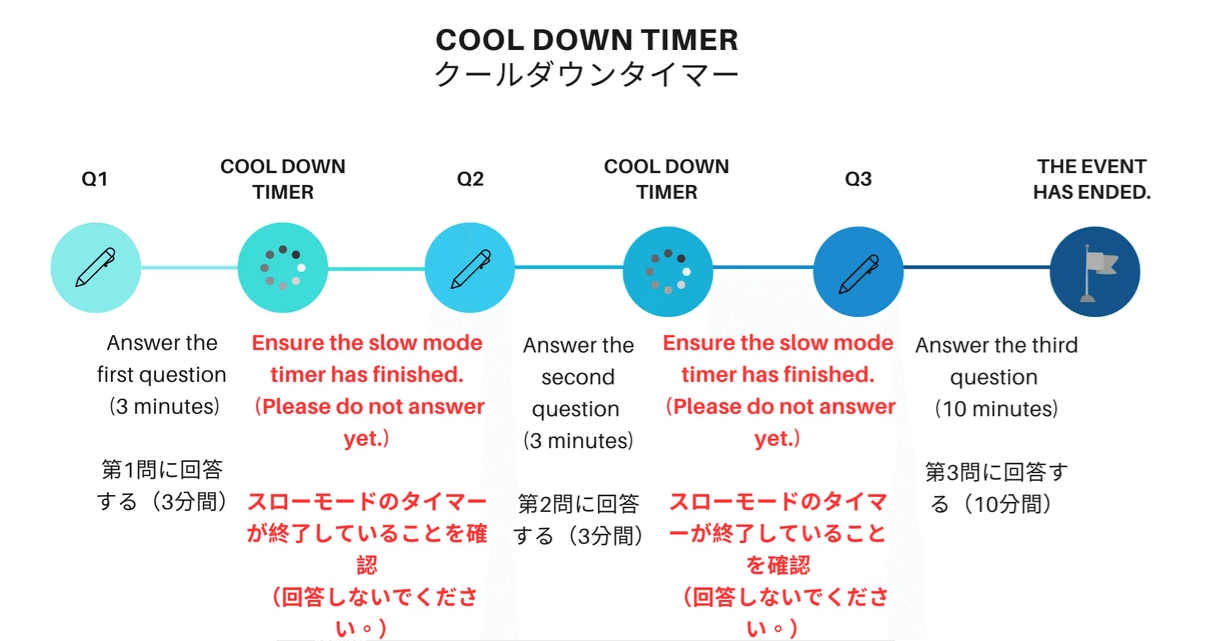 COOL DOWN TIMER
クールダウンタイマー
Q1
COOL DOWN
TIMER
Q2
COOL DOWN
TIMER
Q3
THE EVENT
HAS ENDED.
Answer the
first question
(3 minutes)
第1問に回答
する（3分間）
Ensure the slow mode
timer has finished.
(Please do not answer
yet.)
スローモードのタイマー
が終了していることを確
認
（回答しないでくださ
い。）
Answer the
second
question
(3 minutes)
第2問に回答
する（3分間）
Ensure the slow mode
timer has finished.
(Please do not answer
yet.)
スローモードのタイマ
ーが終了していること
を確認
（回答しないでくださ
い。）
Answer the third
question
(10 minutes)
第3問に回答す
る（10分間）